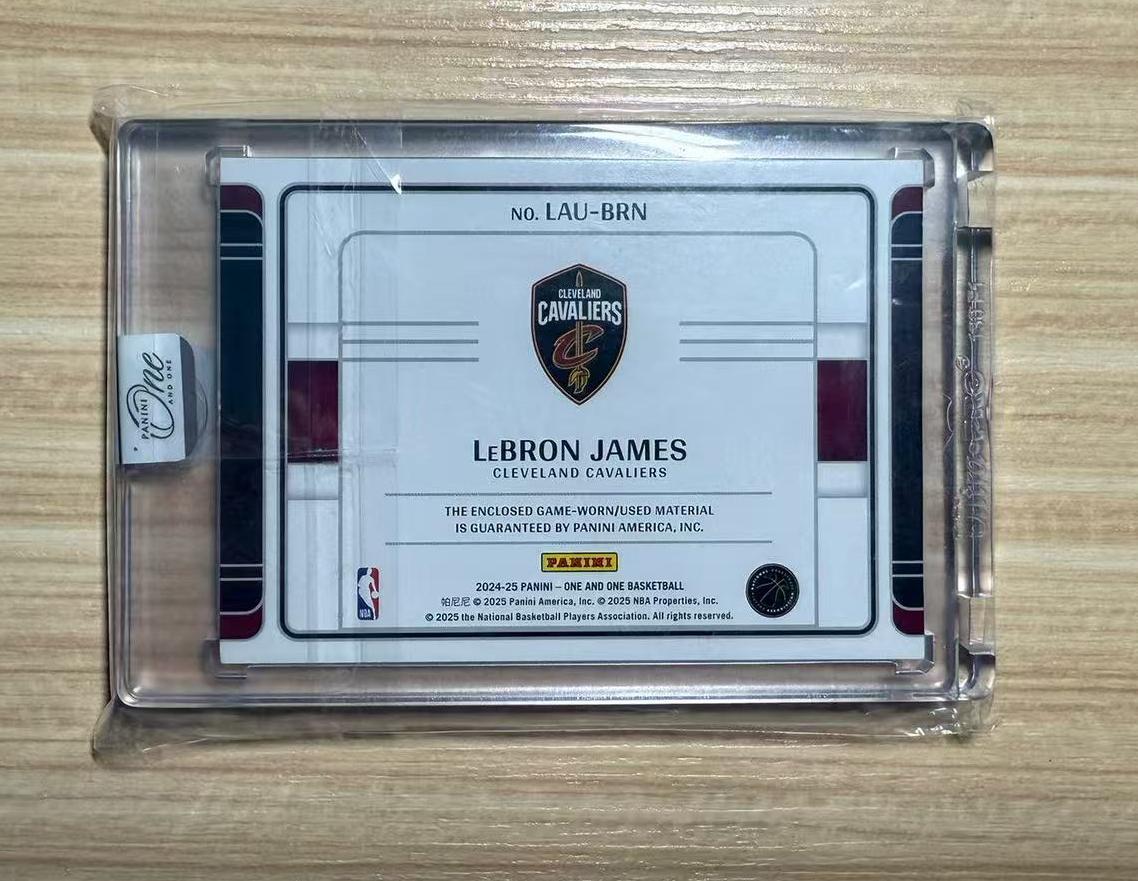 NO. LAU-BRN
CLEVELAND
CAVALIERS
C
PANINI
One
AND ONE
LeBRON JAMES
CLEVELAND CAVALIERS
THE ENCLOSED GAME-WORN/USED MATERIAL
IS GUARANTEED BY PANINI AMERICA, INC.
PANINI
2024-25 PANINI – ONE AND ONE BASKETBALL
帕尼尼 © 2025 Panini America, Inc. © 2025 NBA Properties, Inc.
© 2025 the National Basketball Players Association. All rights reserved.
NBA